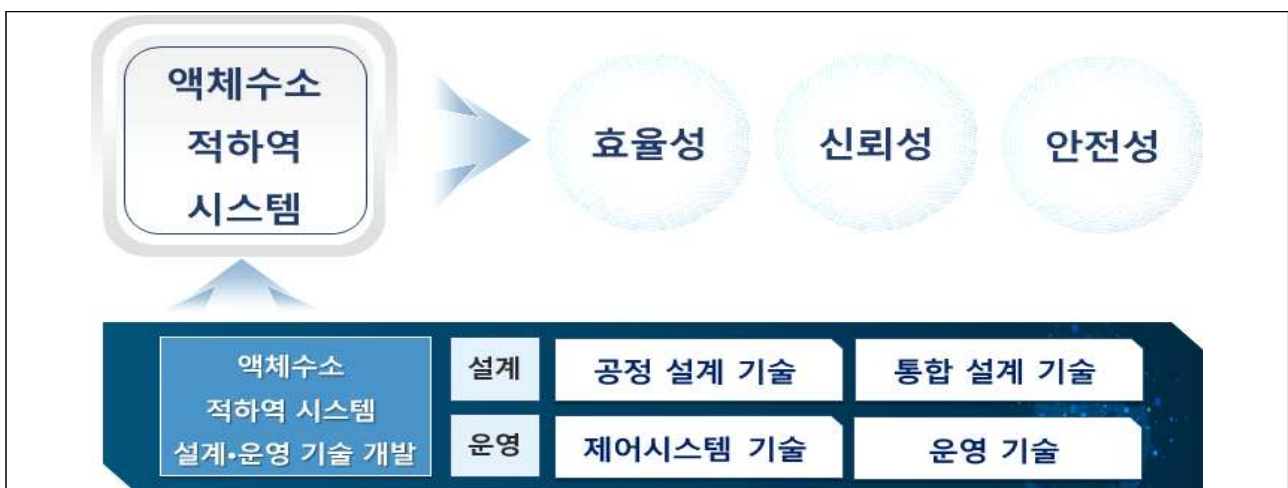 액체수소
적하역
시스템
효율성
신뢰성
안전성
액체수소
적하역 시스템
설계•운영 기술 개발
설계
공정 설계 기술
통합 설계 기술
운영
제어시스템 기술
운영 기술